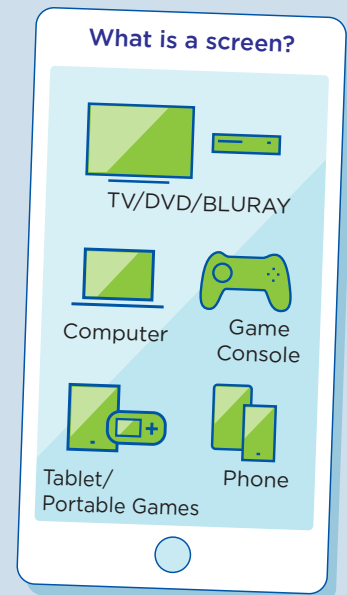 What is a screen?
TV/DVD/BLURAY
Computer
Game
Console
Tablet/
Portable Games
Phone